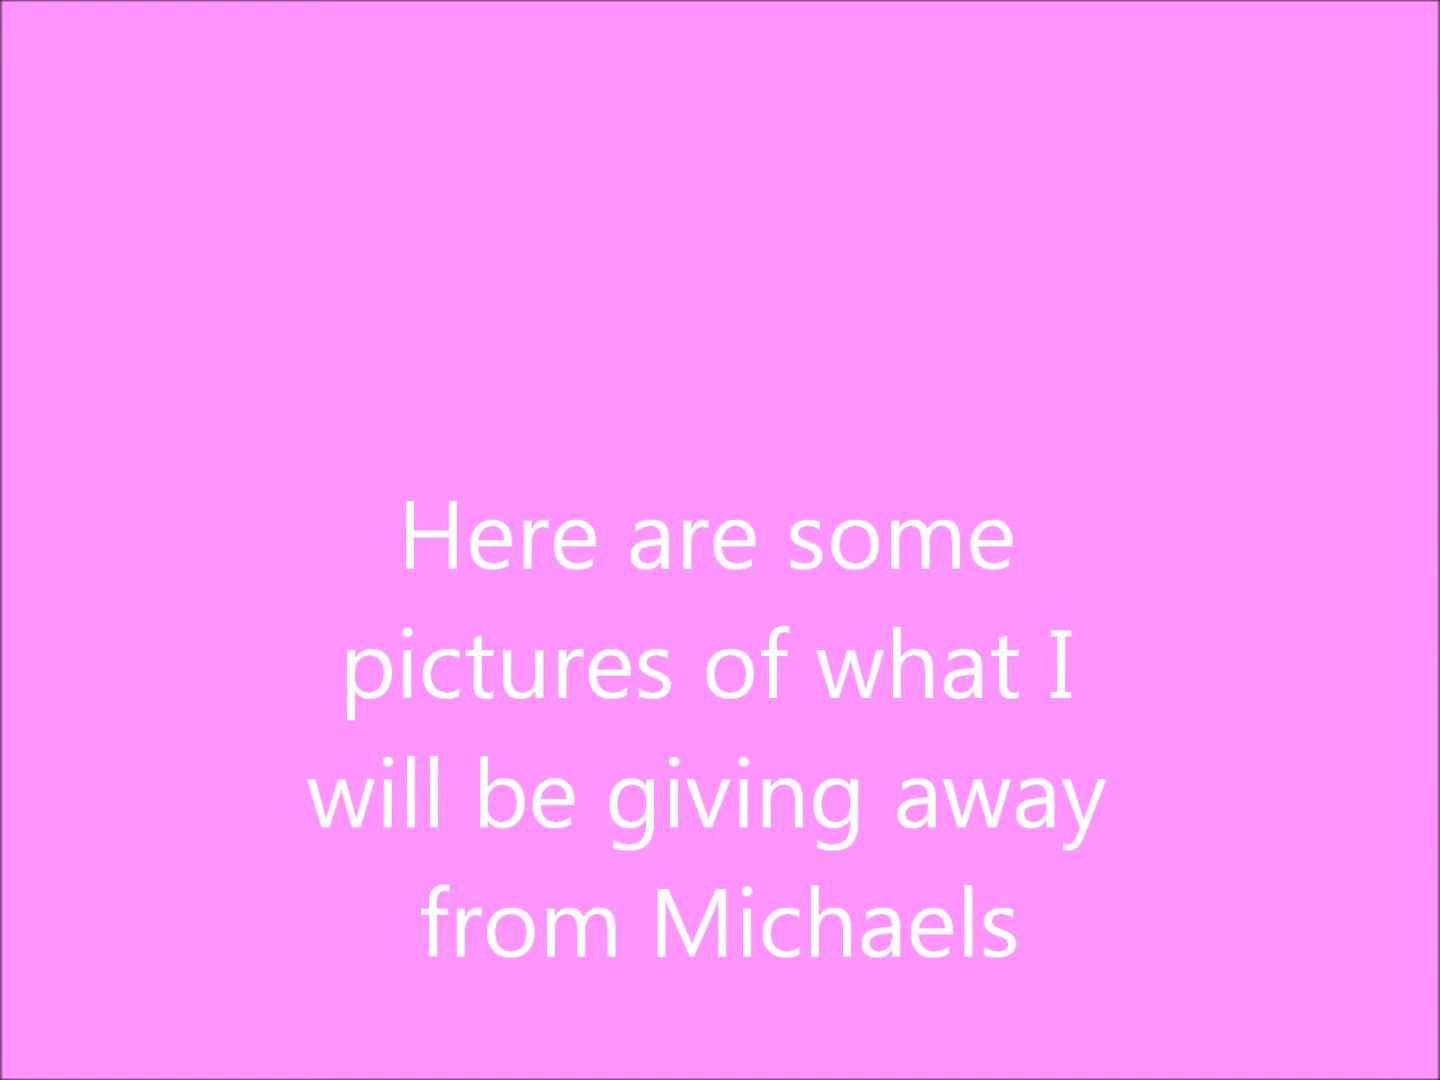 Here are some
pictures of what I
will be giving away
from Michaels